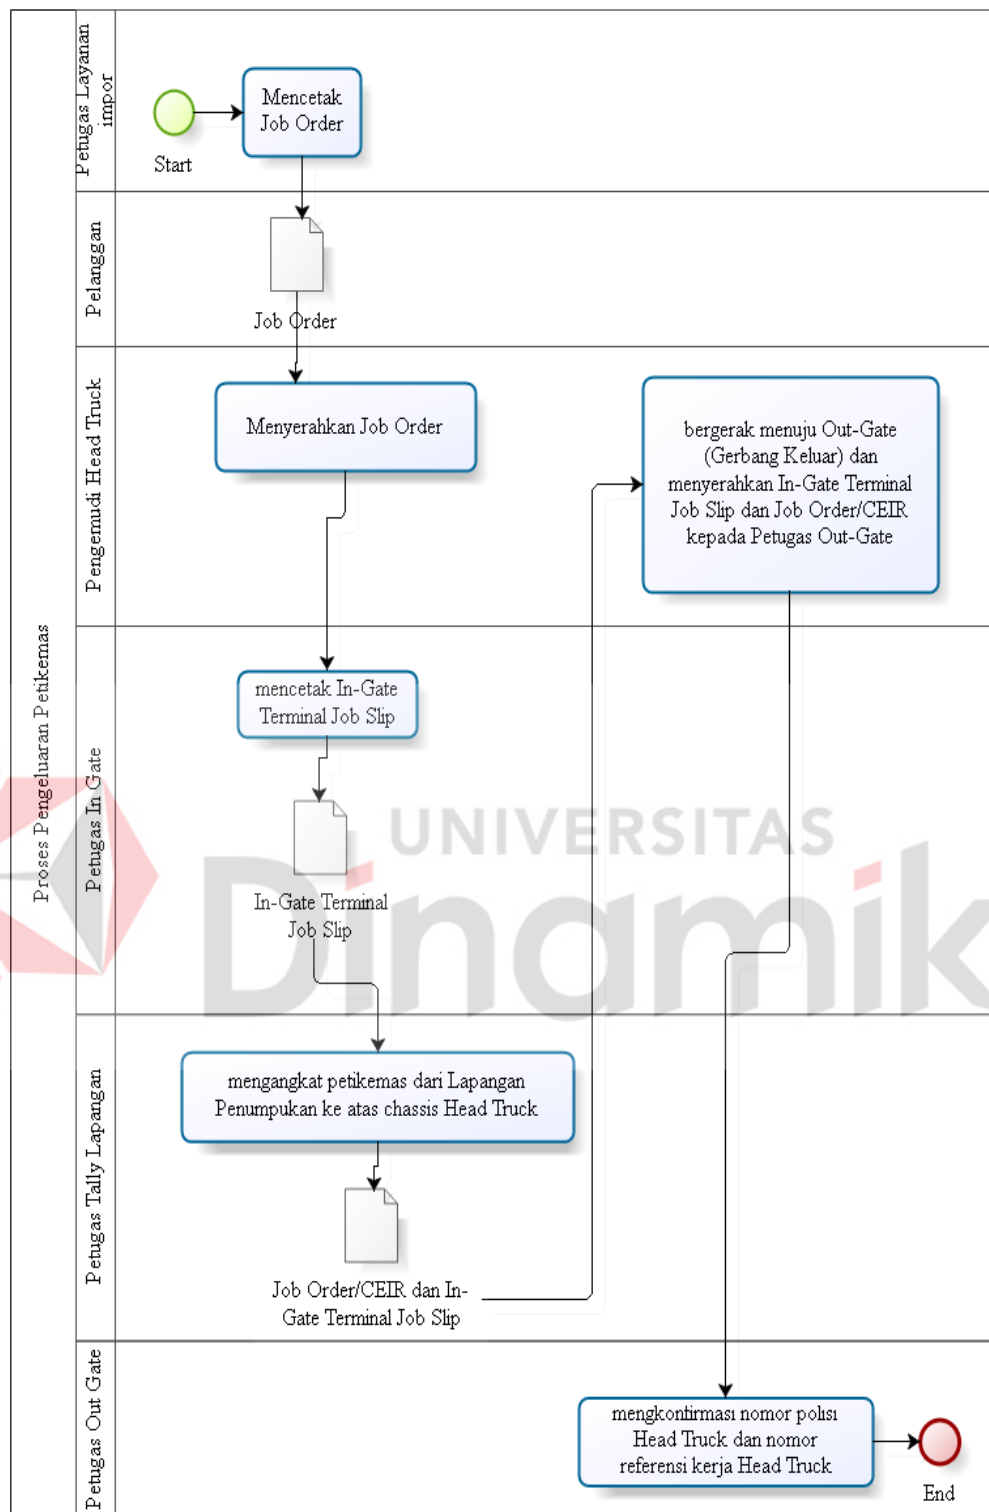 Proses Pengeluaran Petikemas
Petugas Layanan
impor
Start
Mencetak
Job Order
Pelanggan
Job Order
Pengemudi Head Truck
Menyerahkan Job Order
bergerak menuju Out-Gate
(Gerbang Keluar) dan
menyerahkan In-Gate Terminal
Job Slip dan Job Order/CEIR
kepada Petugas Out-Gate
Petugas In Gate
mencetak In-Gate
Terminal Job Slip
In-Gate Terminal
Job Slip
UNIVERSITAS
Dinamika
Petugas Tally Lapangan
mengangkat petikemas dari Lapangan
Penumpukan ke atas chassis Head Truck
Job Order/CEIR dan In-
Gate Terminal Job Slip
Petugas Out Gate
mengkonfirmasi nomor polisi
Head Truck dan nomor
referensi kerja Head Truck
End